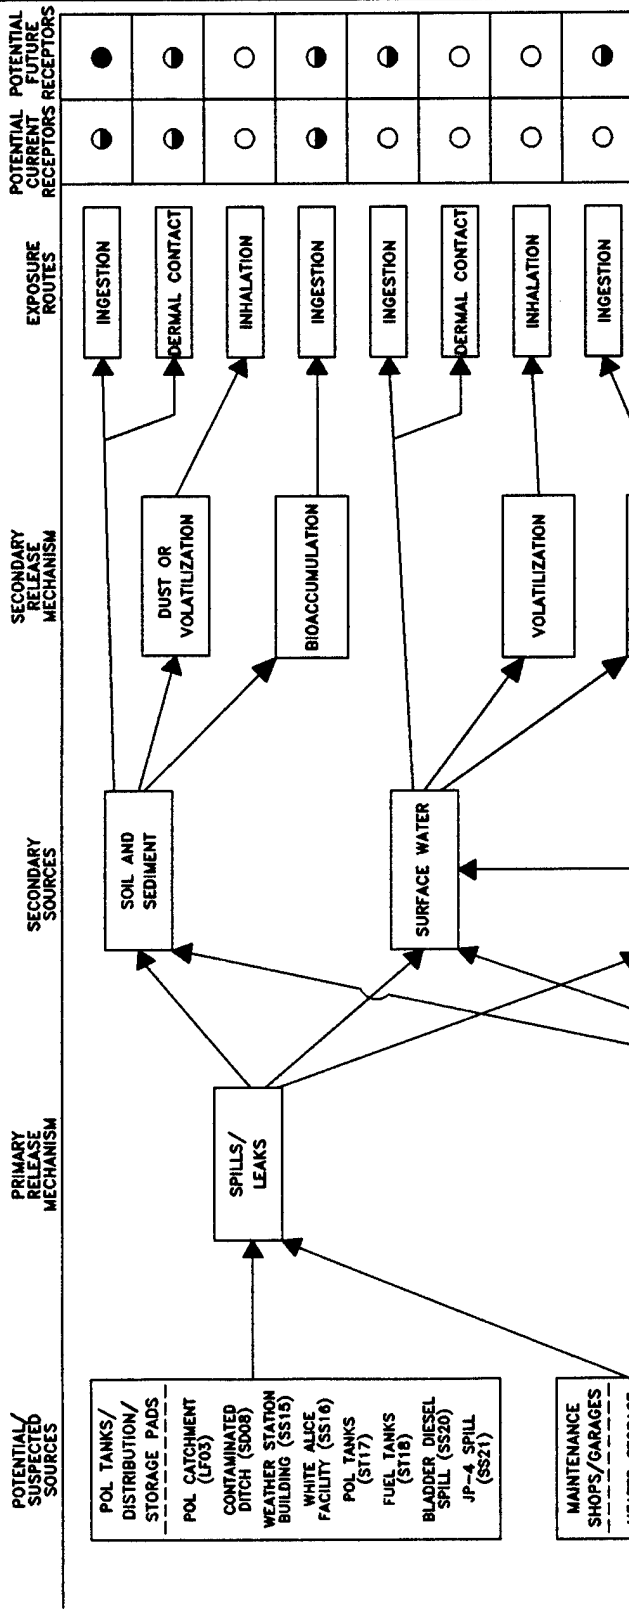 POTENTIAL/
SUSPECTED
SOURCES
PRIMARY
RELEASE
MECHANISM
SECONDARY
SOURCES
SECONDARY
RELEASE
MECHANISM
EXPOSURE
ROUTES
POTENTIAL
CURRENT
RECEPTORS
POTENTIAL
FUTURE
RECEPTORS
POL TANKS/
DISTRIBUTION/
STORAGE PADS
POL CATCHMENT
(LF03)
CONTAMINATED
DITCH (SD08)
WEATHER STATION
BUILDING (SS15)
WHITE ALICE
FACILITY (SS16)
POL TANKS
(ST17)
FUEL TANKS
(ST18)
BLADDER DIESEL
SPILL (SS20)
JP-4 SPILL
(SS21)
MAINTENANCE
SHOPS/GARAGES
SPILLS/
LEAKS
SOIL AND
SEDIMENT
SURFACE WATER
DUST OR
VOLATILIZATION
BIOACCUMULATION
VOLATILIZATION
INGESTION
DERMAL CONTACT
INHALATION
INGESTION
INGESTION
DERMAL CONTACT
INHALATION
INGESTION